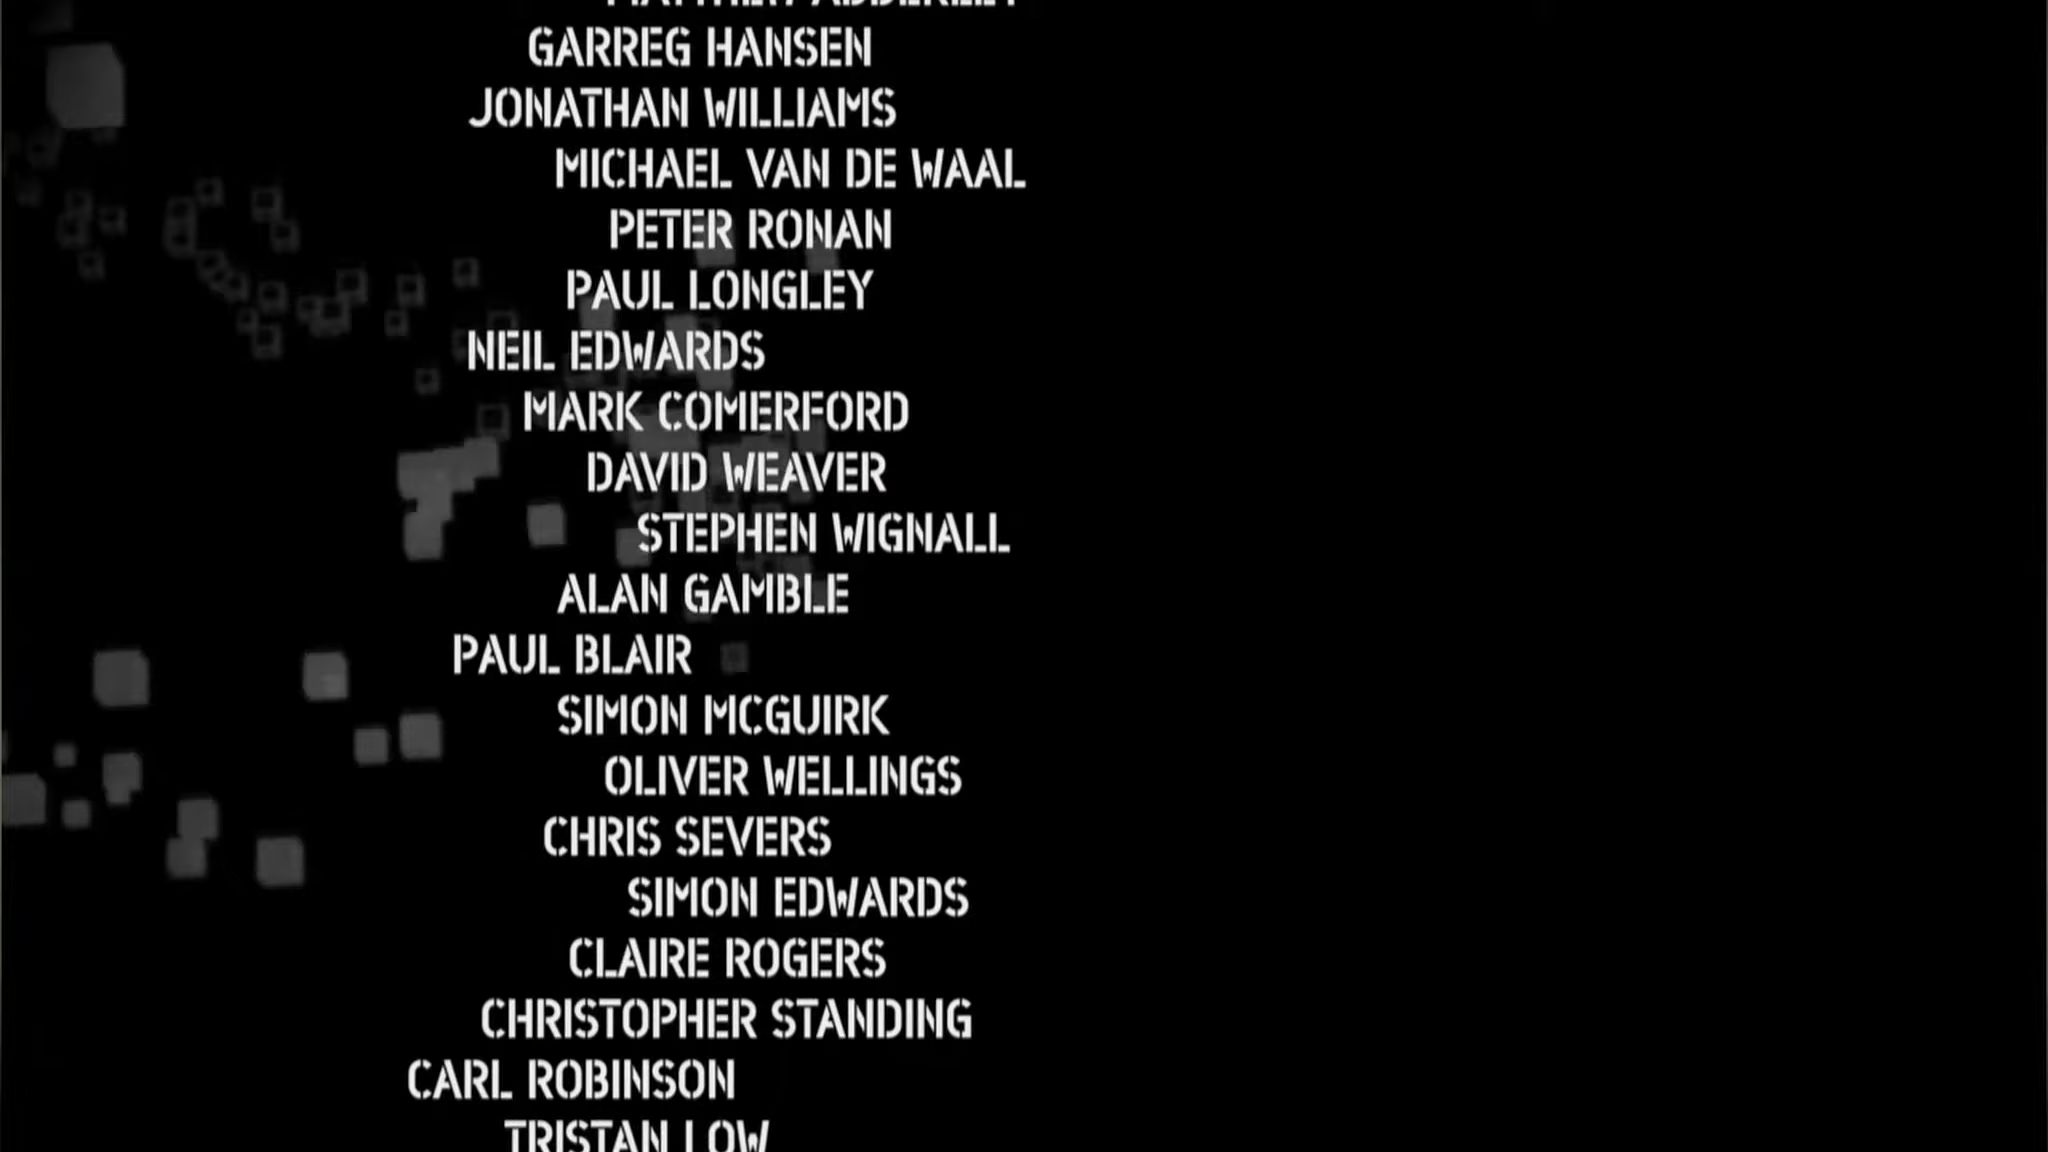 GARREG HANSEN
JONATHAN WILLIAMS
MICHAEL VAN DE WAAL
PETER RONAN
PAUL LONGLEY
NEIL EDWARDS
MARK COMERFORD
DAVID WEAVER
STEPHEN WIGNALL
ALAN GAMBLE
PAUL BLAIR
SIMON MCGUIRK
OLIVER WELLINGS
CHRIS SEVERS
SIMON EDWARDS
CLAIRE ROGERS
CHRISTOPHER STANDING
CARL ROBINSON
TRISTAN LOW